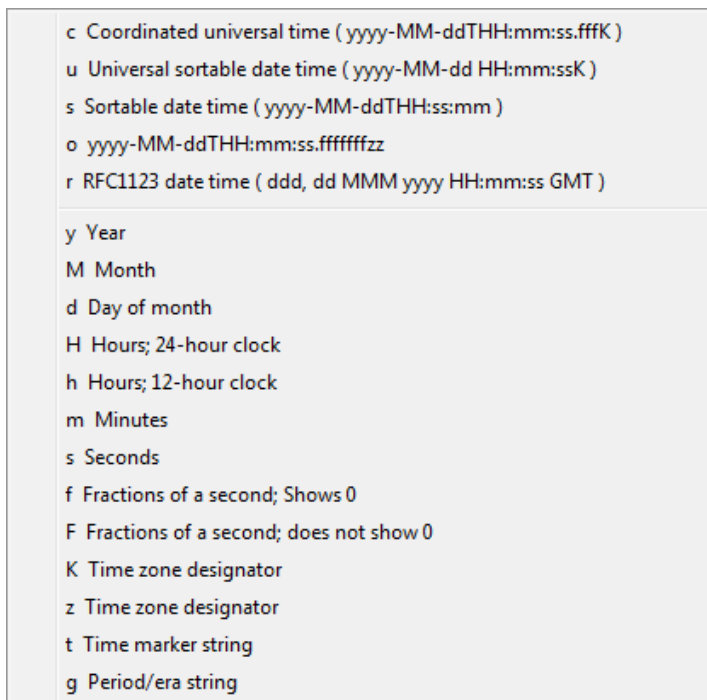 c Coordinated universal time ( yyyy-MM-ddTHH:mm:ss.fffK )
u Universal sortable date time ( yyyy-MM-dd HH:mm:ssK )
s Sortable date time ( yyyy-MM-ddTHH:ss:mm )
o yyyy-MM-ddTHH:mm:ss.fffffffzz
r RFC1123 date time ( ddd, dd MMM yyyy HH:mm:ss GMT )
y Year
M Month
d Day of month
H Hours; 24-hour clock
h Hours; 12-hour clock
m Minutes
s Seconds
f Fractions of a second; Shows 0
F Fractions of a second; does not show 0
K Time zone designator
z Time zone designator
t Time marker string
g Period/era string